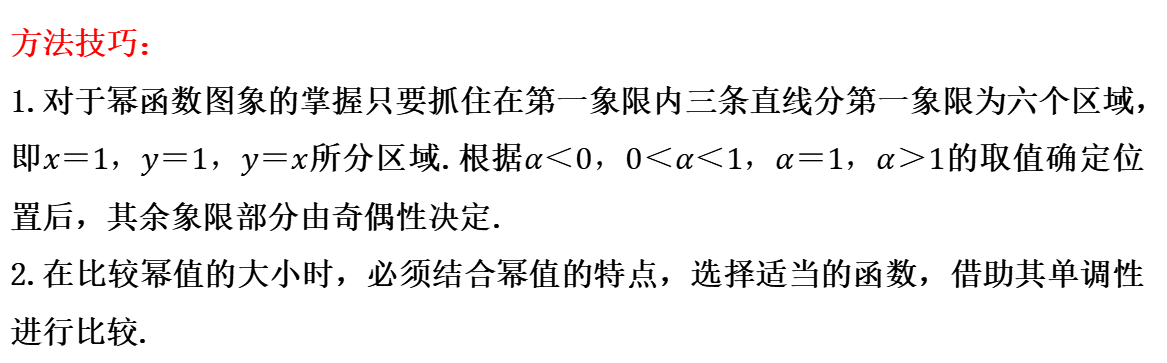 方法技巧：
1.对于幂函数图象的掌握只要抓住在第一象限内三条直线分第一象限为六个区域，
即x＝1，y＝1，y＝x所分区域.根据α＜0，0＜α＜1，α＝1，α＞1的取值确定位
置后，其余象限部分由奇偶性决定.
2.在比较幂值的大小时，必须结合幂值的特点，选择适当的函数，借助其单调性
进行比较.